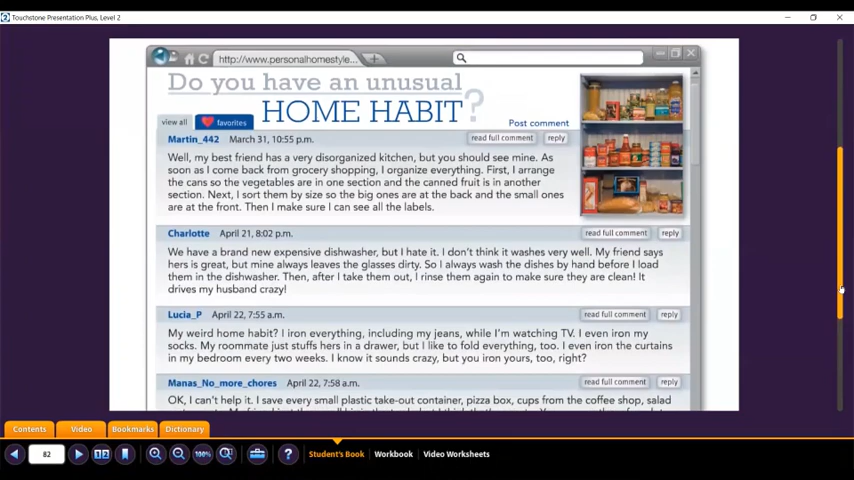 Touchstone Presentation Plus, Level 2
http://www.personalhomestyle...
Do you have an unusual
HOME HABIT?
view all
favorites
Post comment
Martin_442 March 31, 10:55 p.m.
read full comment reply
Well, my best friend has a very disorganized kitchen, but you should see mine. As
soon as I come back from grocery shopping, I organize everything. First, I arrange
the cans so the vegetables are in one section and the canned fruit is in another
section. Next, I sort them by size so the big ones are at the back and the small ones
are at the front. Then I make sure I can see all the labels.
Charlotte April 21, 8:02 p.m.
read full comment reply
We have a brand new expensive dishwasher, but I hate it. I don't think it washes very well. My friend says
hers is great, but mine always leaves the glasses dirty. So I always wash the dishes by hand before I load
them in the dishwasher. Then, after I take them out, I rinse them again to make sure they are clean! It
drives my husband crazy!
Lucia_P April 22, 7:55 a.m.
read full comment reply
My weird home habit? I iron everything, including my jeans, while I'm watching TV. I even iron my
socks. My roommate just stuffs hers in a drawer, but I like to fold everything, too. I even iron the curtains
in my bedroom every two weeks. I know it sounds crazy, but you iron yours, too, right?
Manas_No_more_chores April 22, 7:58 a.m.
read full comment reply
OK, I can't help it. I save every small plastic take-out container, pizza box, cups from the coffee shop, salad
Contents
Video
Bookmarks
Dictionary
82
1 2
100%
?
Student's Book
Workbook
Video Worksheets